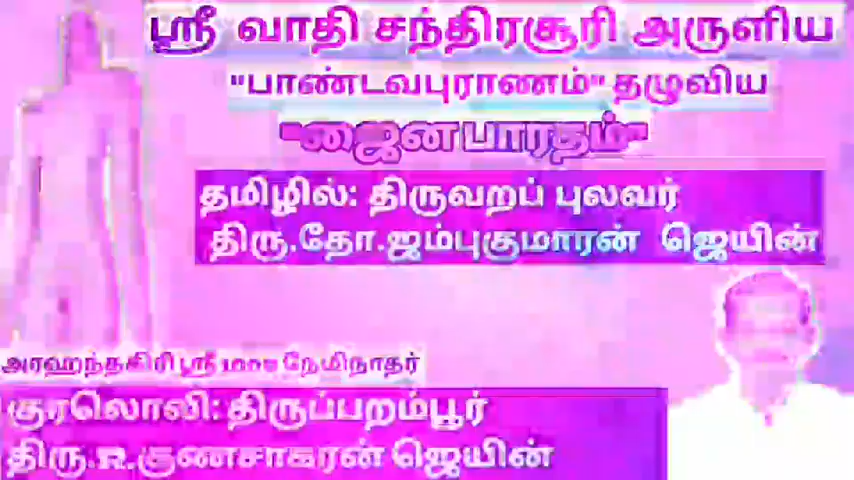 ஸ்ரீ வாதி சந்திரசூரி அருளிய
"பாண்டவபுராணம்" தழுவிய
"ஜைனபாரதம்"
தமிழில்: திருவறப் புலவர்
திரு.தோ.ஜம்புகுமாரன் ஜெயின்
அரஹந்தகிரி ஸ்ரீ நேமிநாதர்
குரலொலி: திருப்பறம்பூர்
திரு.ஐ.குணசாகரன் ஜெயின்